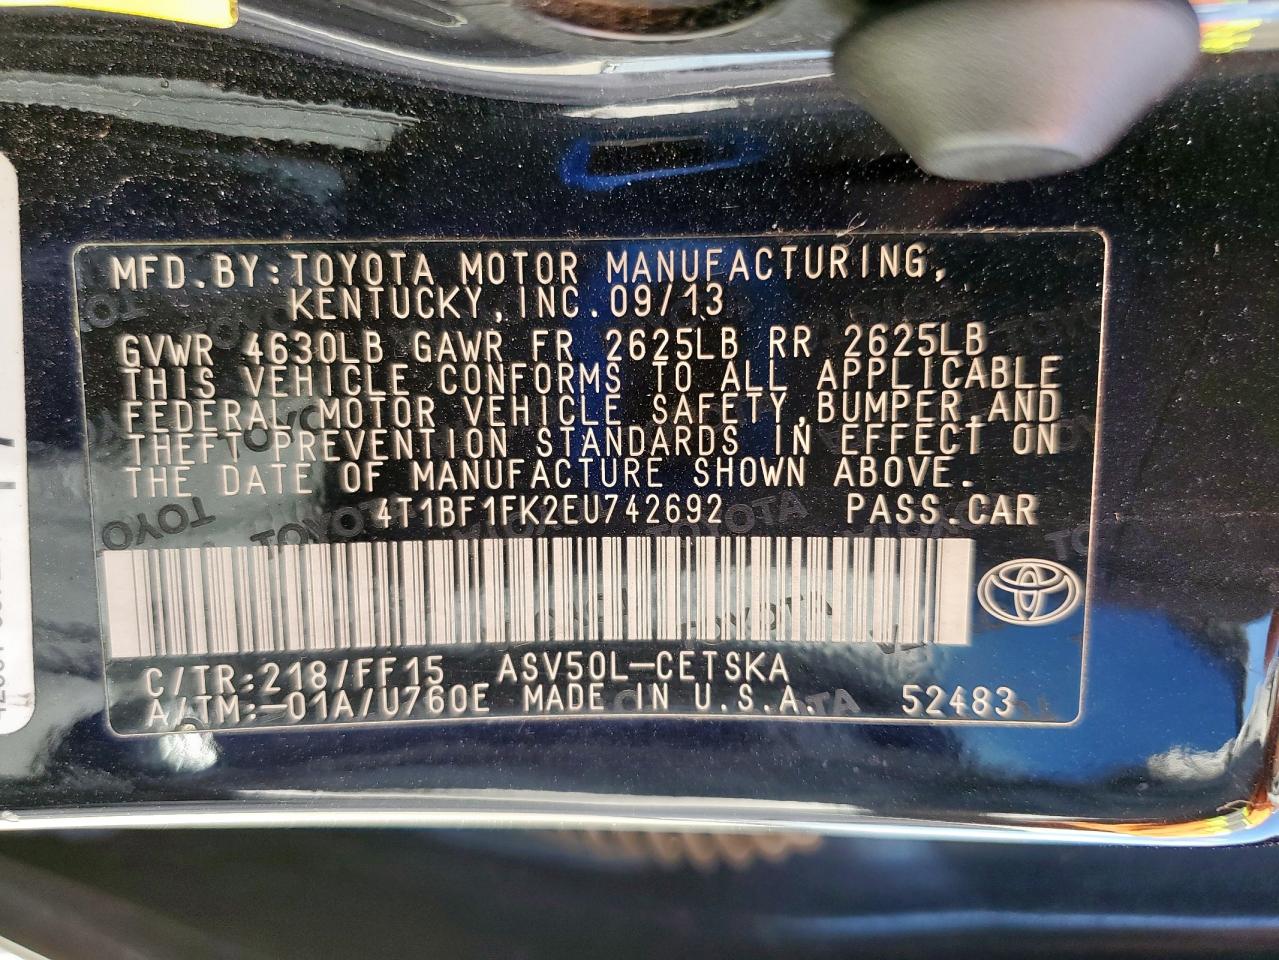 MFD.BY:TOYOTA MOTOR MANUFACTURING,
KENTUCKY,INC.09/13
GVWR 4630LB GAWR FR 2625LB RR 2625LB
THIS VEHICLE CONFORMS TO ALL APPLICABLE
FEDERAL MOTOR VEHICLE SAFETY,BUMPER,AND
THEFT PREVENTION STANDARDS IN EFFECT ON
THE DATE OF MANUFACTURE SHOWN ABOVE.
4T1BF1FK2EU742692 PASS.CAR
C/TR:218/FF15 ASV50L-CETSKA
A/TM:-01A/U760E MADE IN U.S.A. 52483